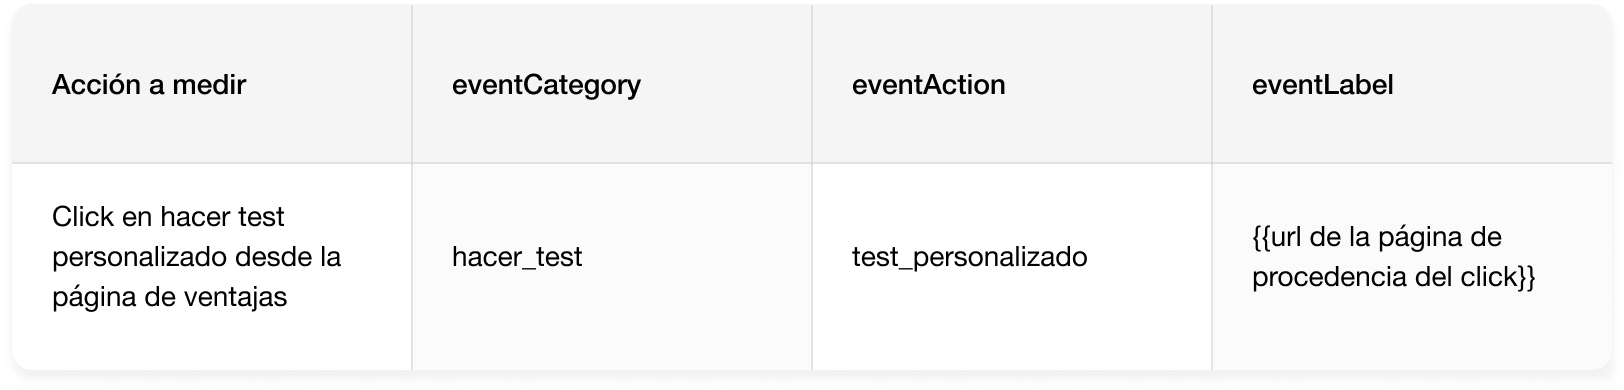 Acción a medir
eventCategory
eventAction
eventLabel
Click en hacer test
personalizado desde la
página de ventajas
hacer_test
test_personalizado
{{url de la página de
procedencia del click}}